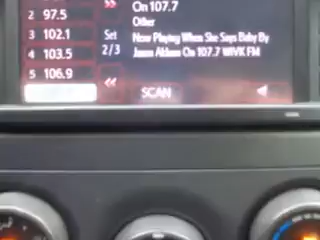 2 97.5
3 102.1
4 103.5
5 106.9
Set
2/3
On 107.7
Other
Now Playing When She Says Baby By
Jason Aldean On 107.7 WIVK FM
SCAN